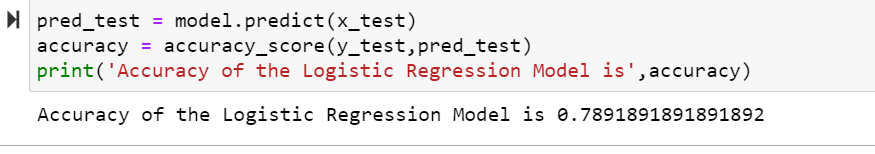 pred_test = model.predict(x_test)
accuracy = accuracy_score(y_test,pred_test)
print('Accuracy of the Logistic Regression Model is',accuracy)
Accuracy of the Logistic Regression Model is 0.7891891891891892